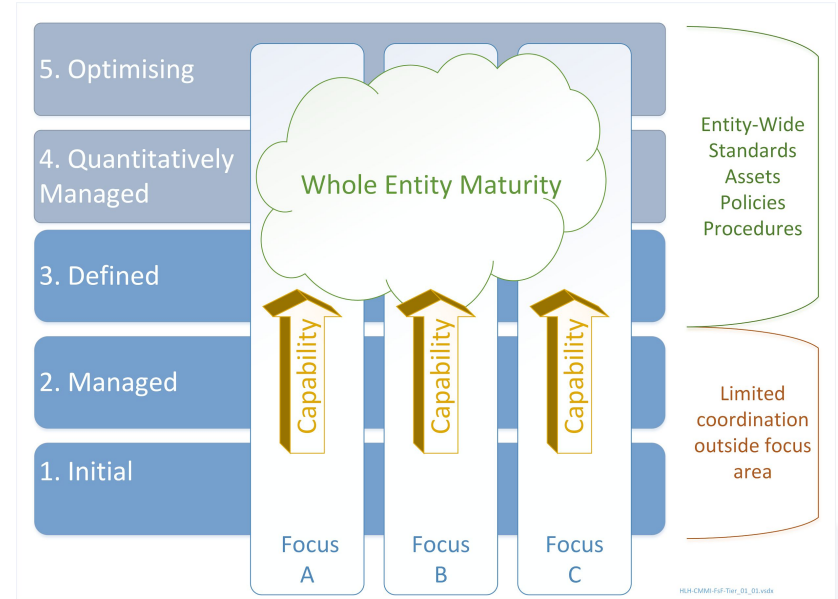 5. Optimising
4. Quantitatively
Managed
3. Defined
2. Managed
1. Initial
Whole Entity Maturity
Capability
Capability
Capability
Focus
A
Focus
B
Focus
C
Entity-Wide
Standards
Assets
Policies
Procedures
Limited
coordination
outside focus
area
HLH-CMMI-FxF-Tier_01_01.vsdx